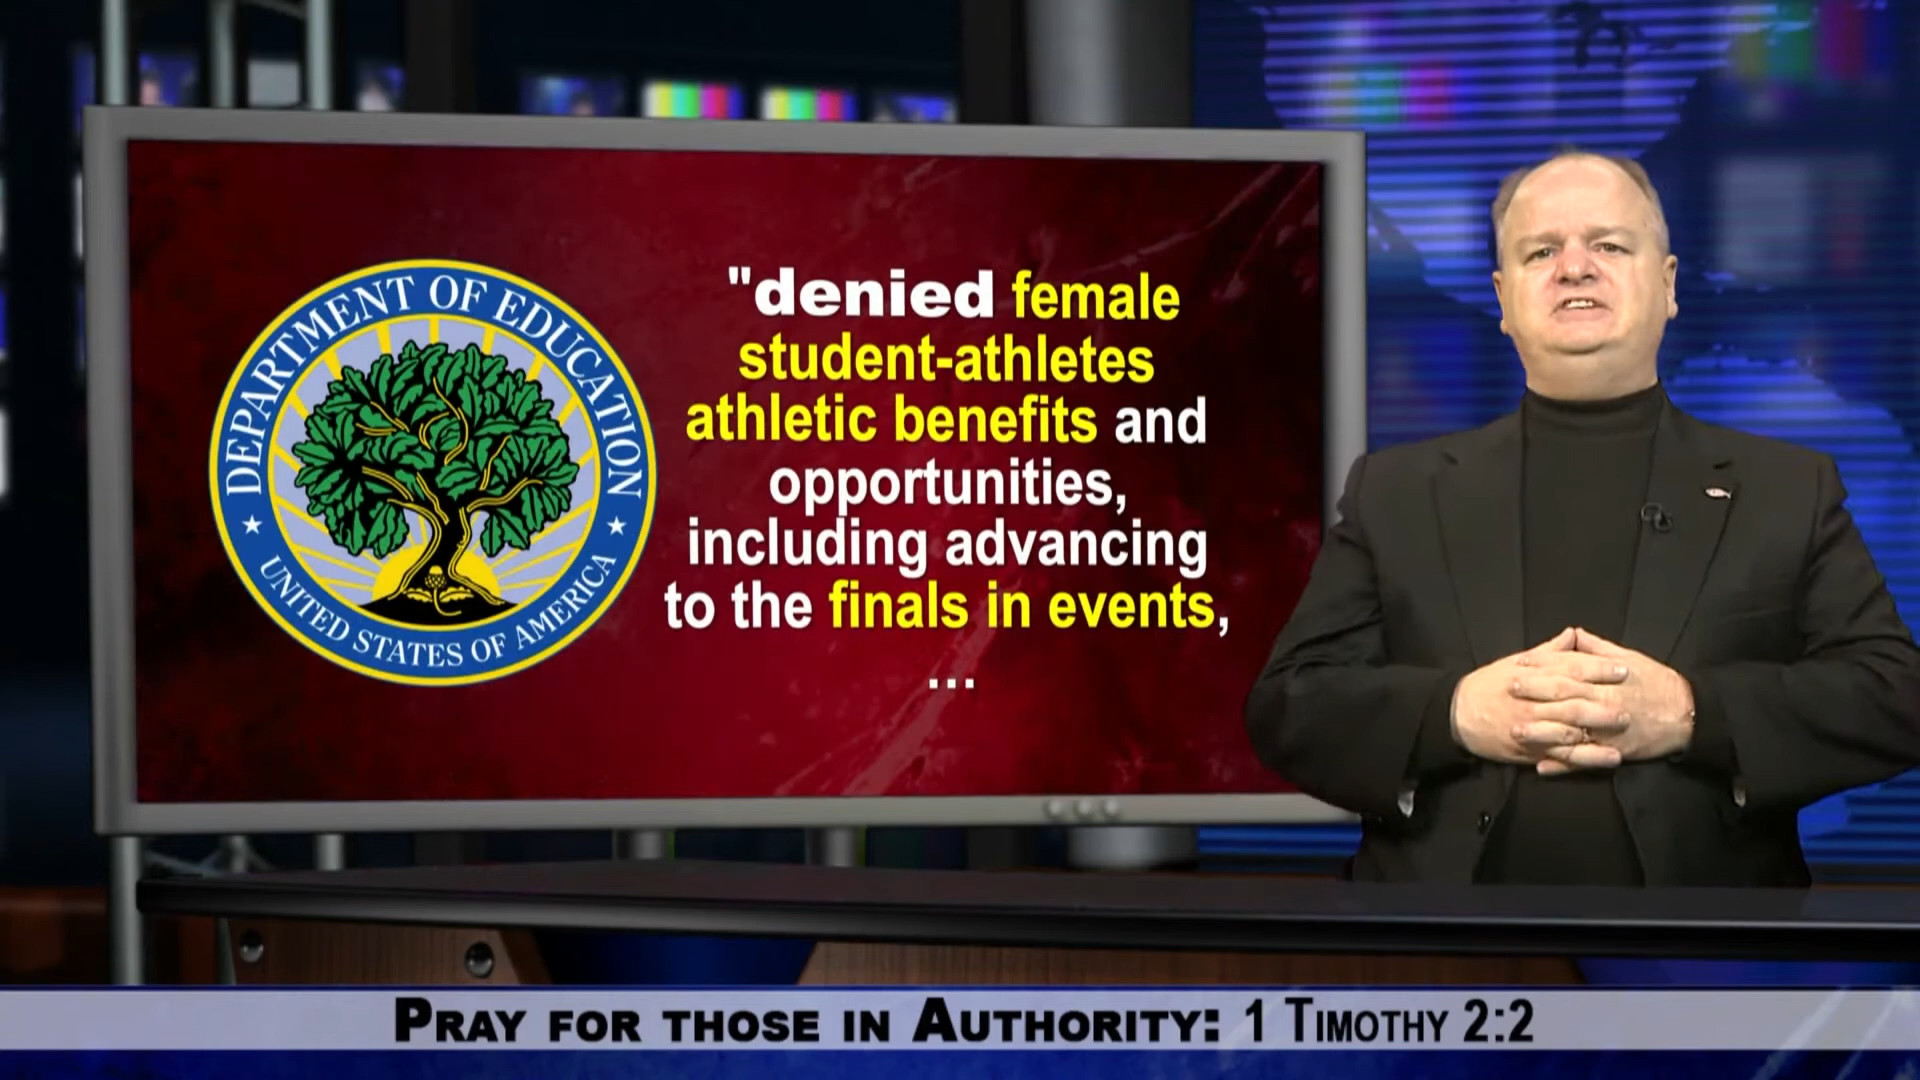 DEPARTMENT OF EDUCATION
UNITED STATES OF AMERICA
"denied female
student-athletes
athletic benefits and
opportunities,
including advancing
to the finals in events,
...
PRAY FOR THOSE IN AUTHORITY: 1 TIMOTHY 2:2